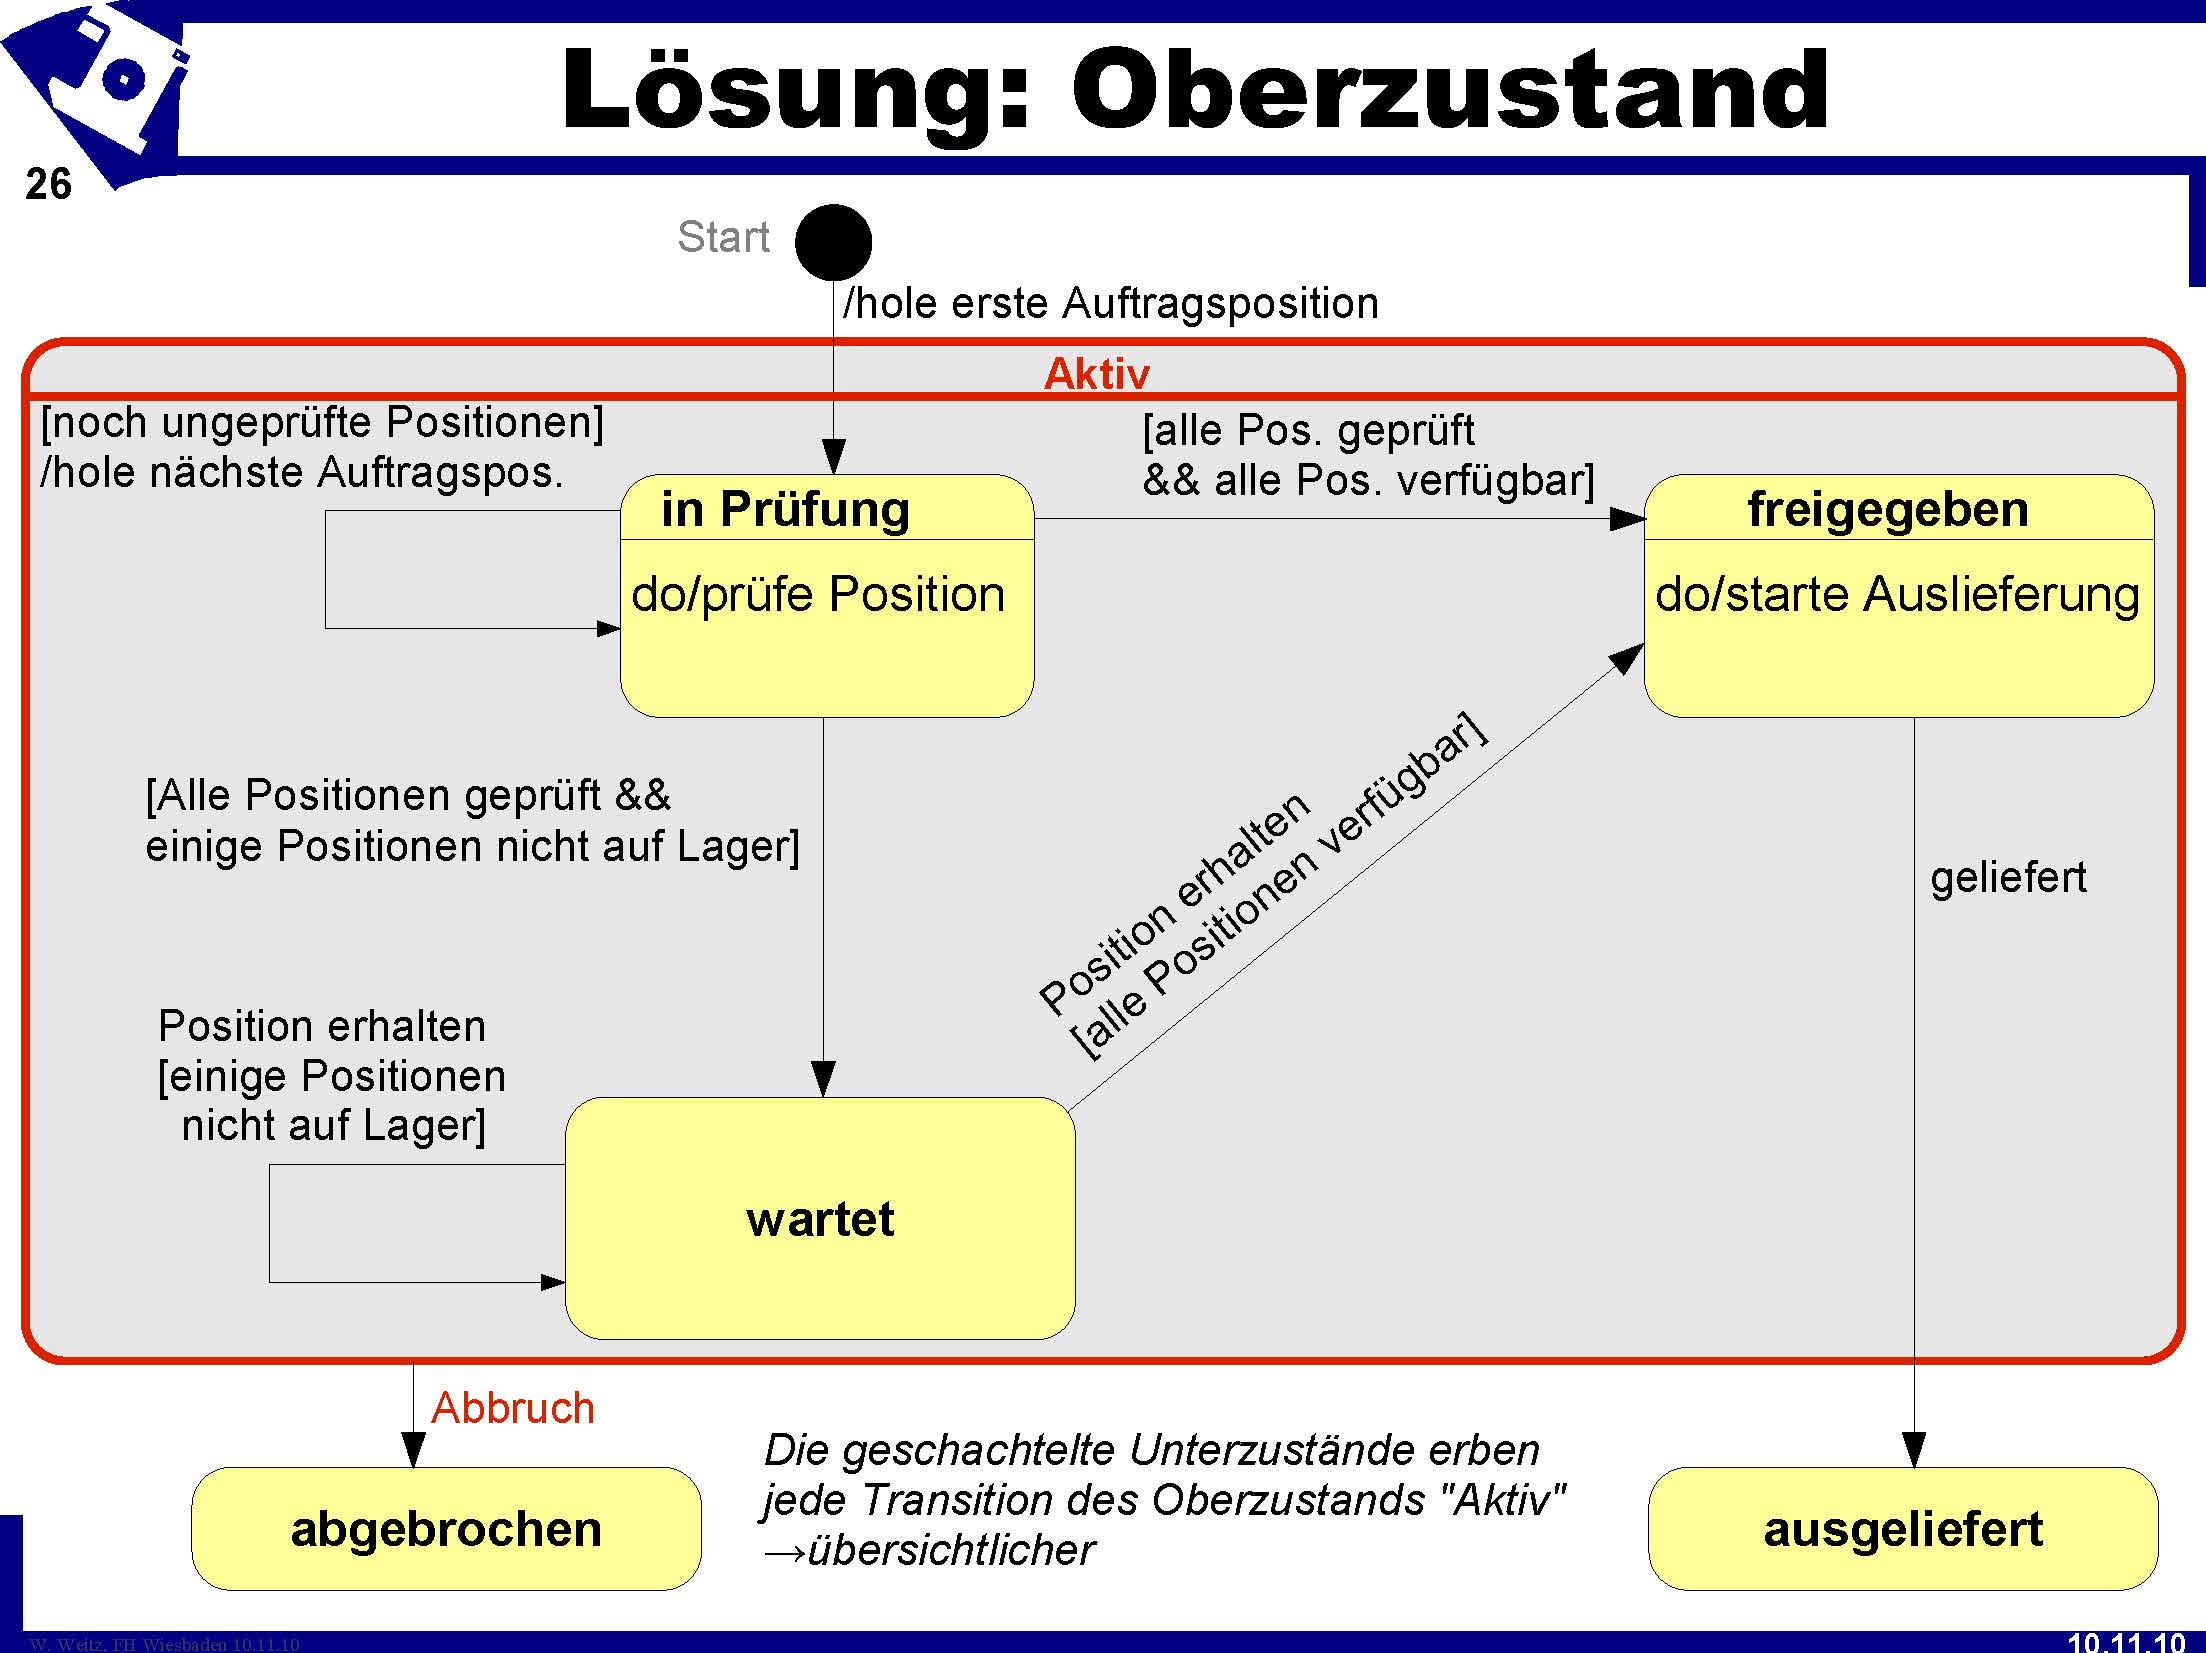 Lösung: Oberzustand
26
Start
/hole erste Auftragsposition
Aktiv
[noch ungeprüfte Positionen]
/hole nächste Auftragspos.
[alle Pos. geprüft
&& alle Pos. verfügbar]
in Prüfung
do/prüfe Position
freigegeben
do/starte Auslieferung
[Alle Positionen geprüft &&
einige Positionen nicht auf Lager]
Position erhalten
[alle Positionen verfügbar]
geliefert
Position erhalten
[einige Positionen
nicht auf Lager]
wartet
Abbruch
abgebrochen
Die geschachtelte Unterzustände erben
jede Transition des Oberzustands "Aktiv"
→übersichtlicher
ausgeliefert
W. Weitz, FH Wiesbaden 10.11.10
10.11.10